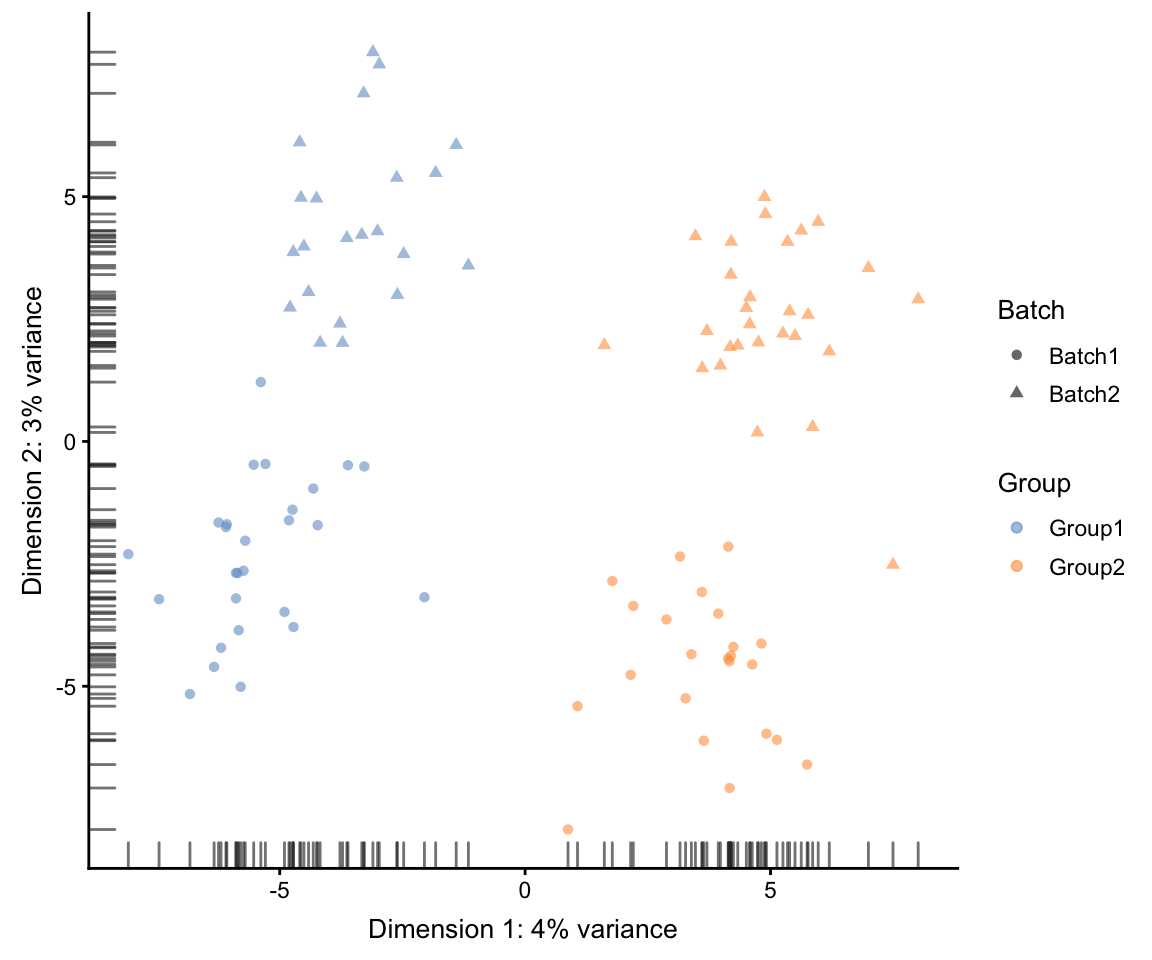 5
0
-5
Dimension 2: 3% variance
-5
0
5
Dimension 1: 4% variance
Batch
Batch1
Batch2
Group
Group1
Group2